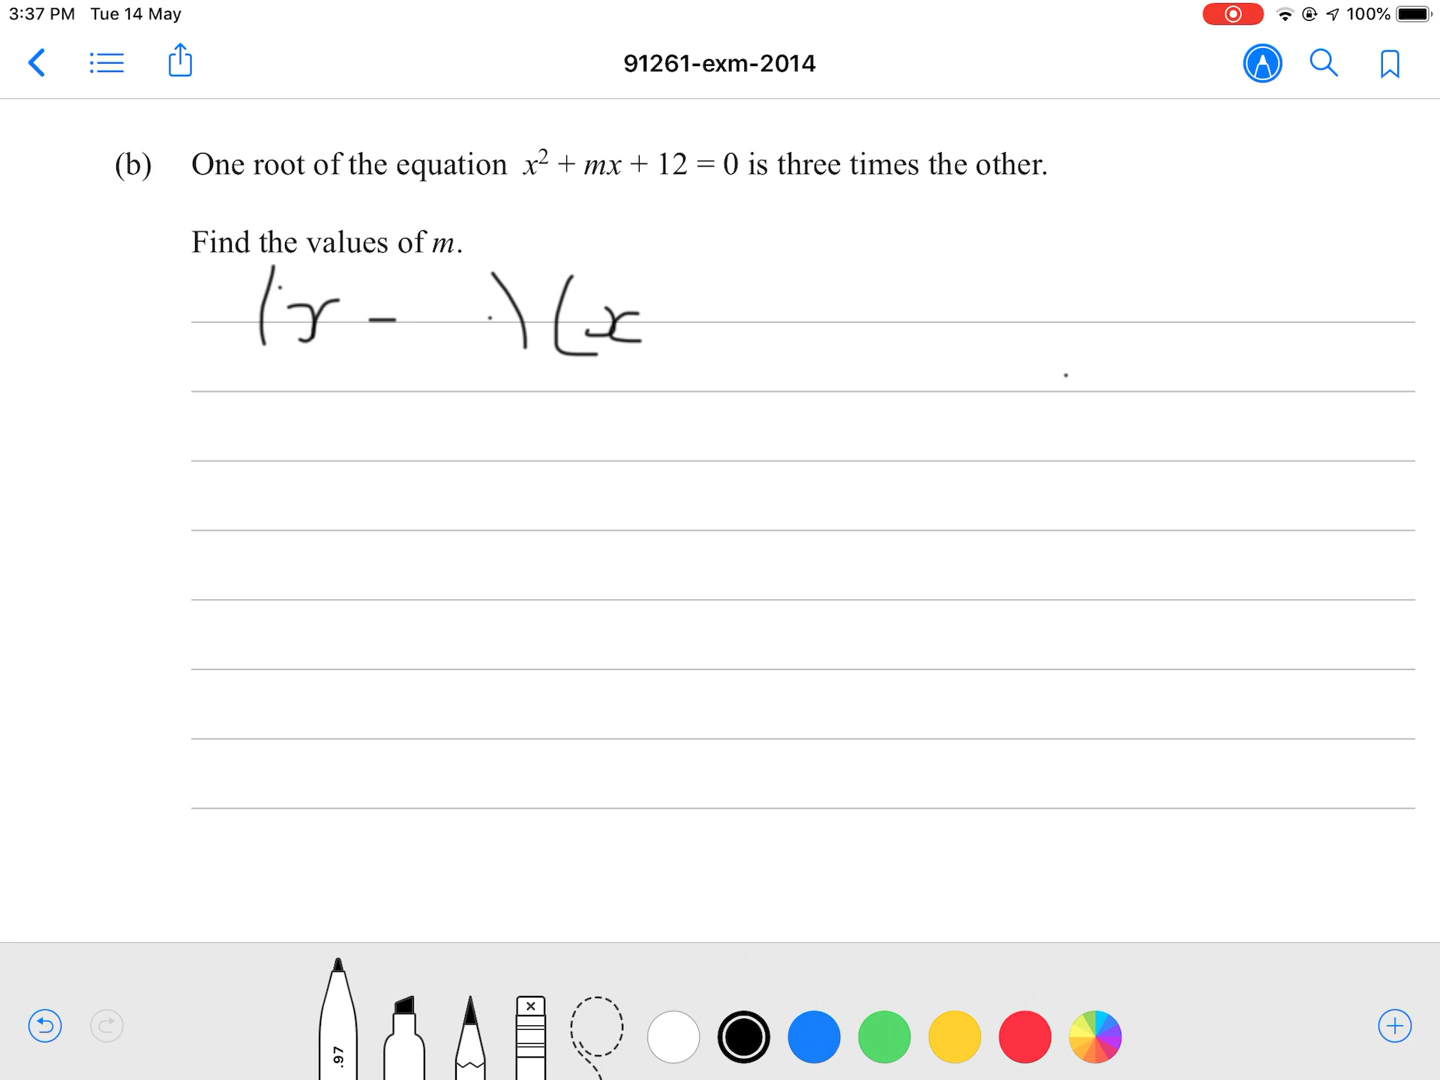 3:37 PM Tue 14 May 100%
91261-exm-2014
(b) One root of the equation x² + mx + 12 = 0 is three times the other.
Find the values of m.
(x - )(x
.97